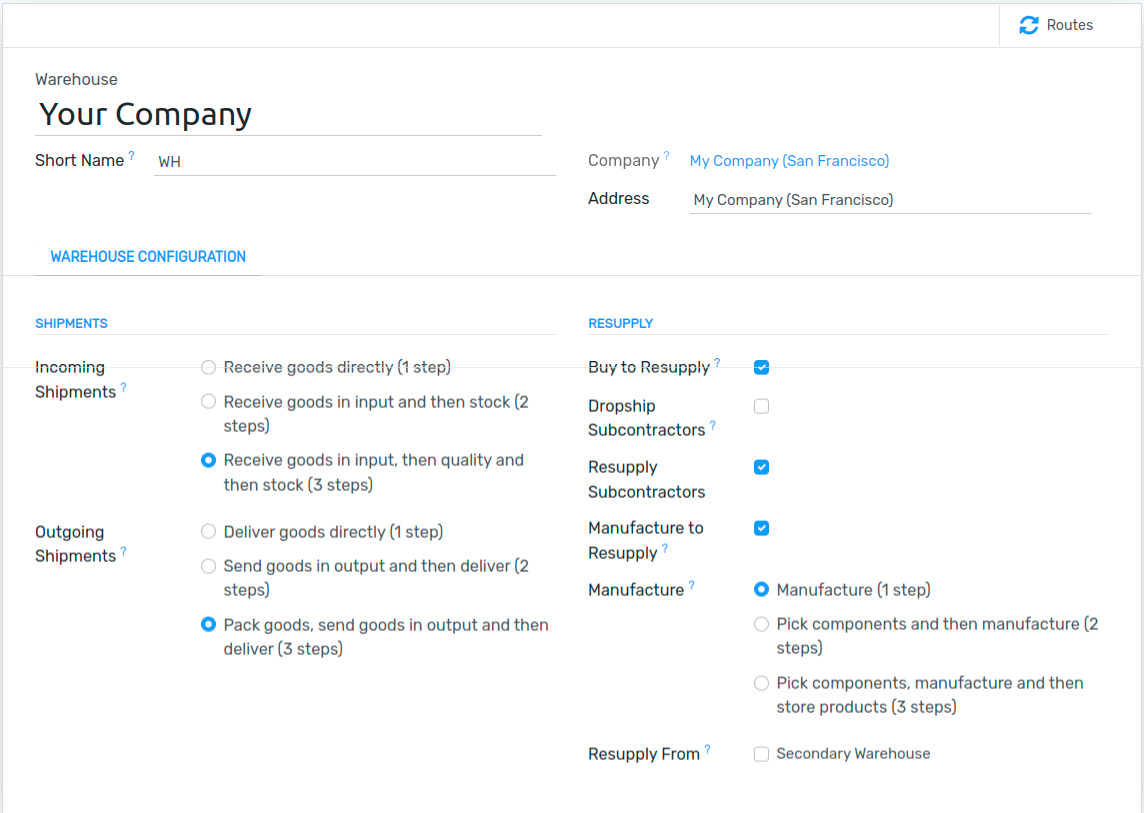 Routes
Warehouse
Your Company
Short Name ? WH
Company ? My Company (San Francisco)
Address My Company (San Francisco)
WAREHOUSE CONFIGURATION
SHIPMENTS
Incoming
Shipments ?
Receive goods directly (1 step)
Receive goods in input and then stock (2
steps)
Receive goods in input, then quality and
then stock (3 steps)
Outgoing
Shipments ?
Deliver goods directly (1 step)
Send goods in output and then deliver (2
steps)
Pack goods, send goods in output and then
deliver (3 steps)
RESUPPLY
Buy to Resupply ?
Dropship
Subcontractors ?
Resupply
Subcontractors
Manufacture to
Resupply ?
Manufacture ?
Manufacture (1 step)
Pick components and then manufacture (2
steps)
Pick components, manufacture and then
store products (3 steps)
Resupply From ? Secondary Warehouse